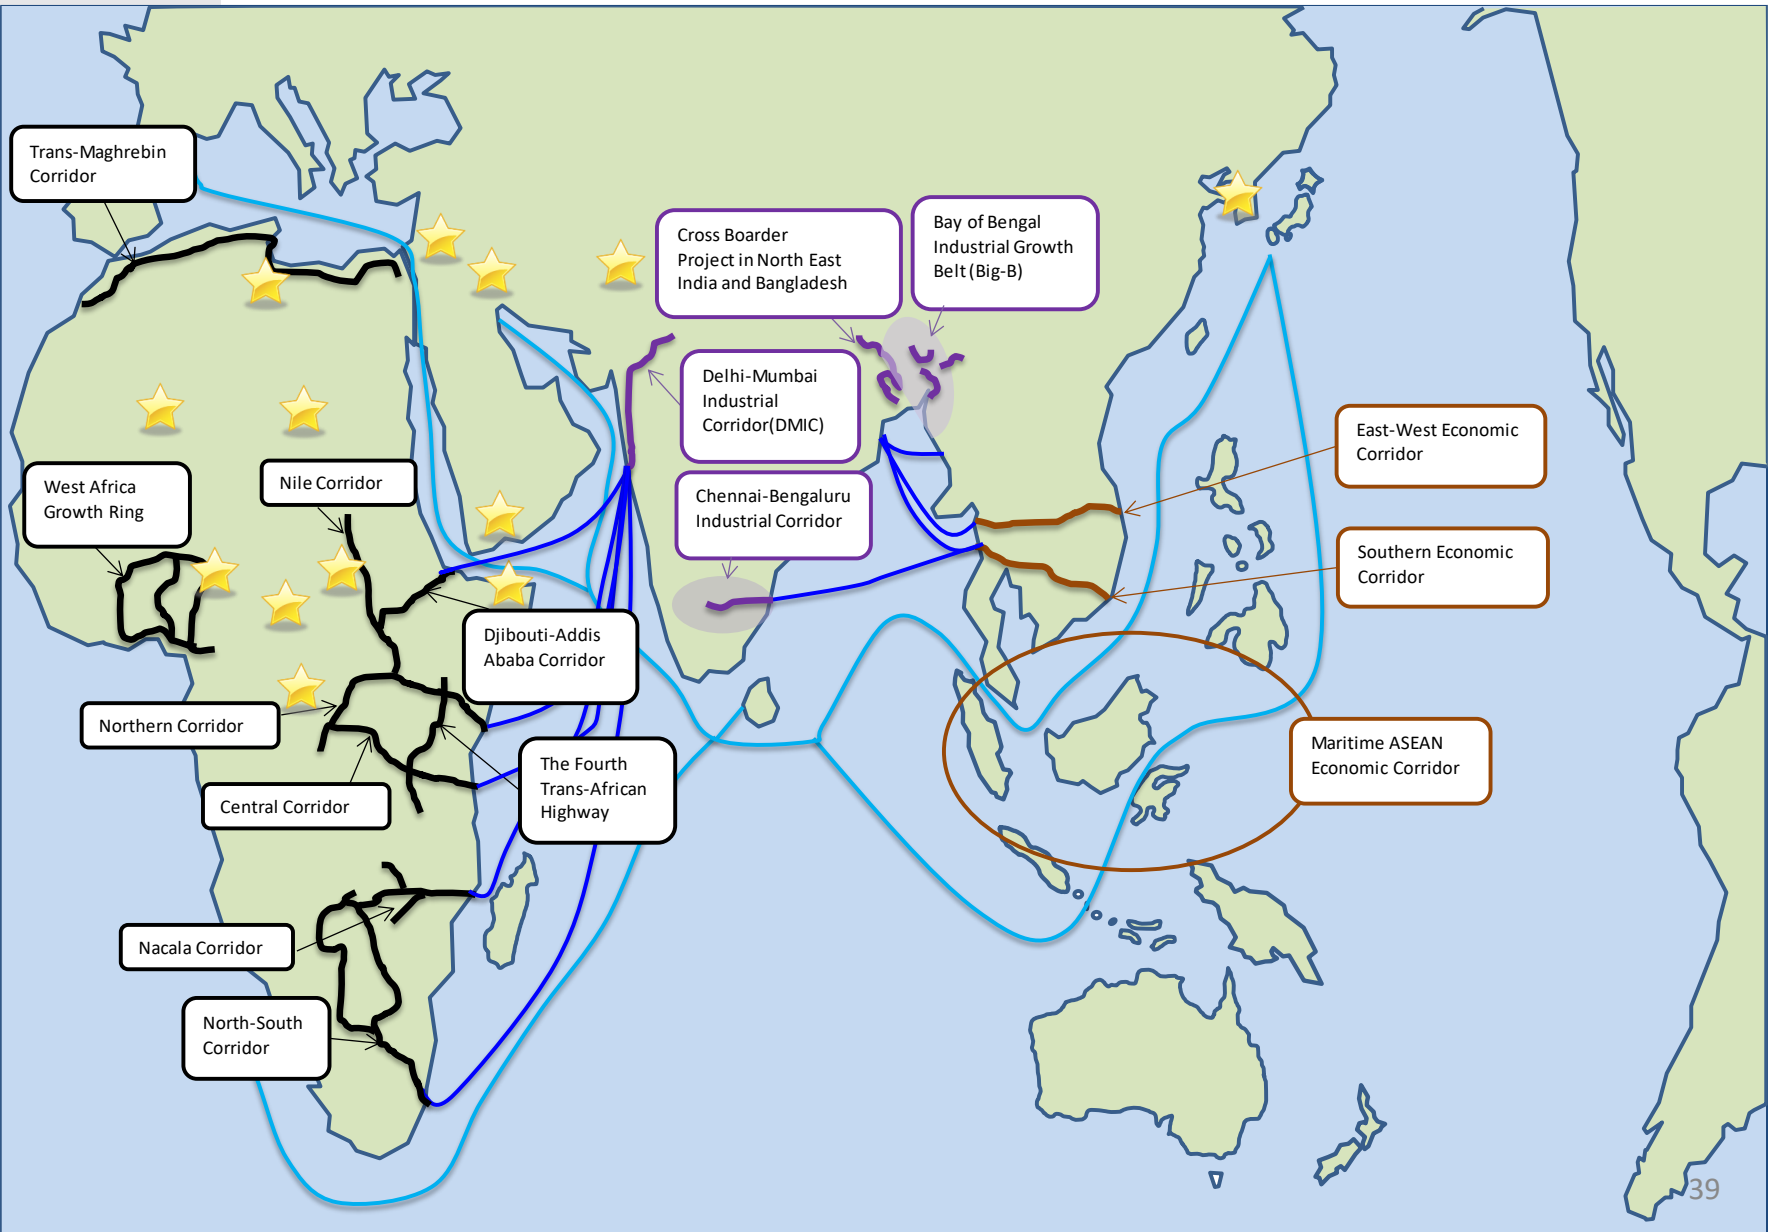 Trans-Maghrebin
Corridor
Cross Boarder
Project in North East
India and Bangladesh
Bay of Bengal
Industrial Growth
Belt (Big-B)
Delhi-Mumbai
Industrial
Corridor(DMIC)
East-West Economic
Corridor
West Africa
Growth Ring
Nile Corridor
Chennai-Bengaluru
Industrial Corridor
Southern Economic
Corridor
Djibouti-Addis
Ababa Corridor
Northern Corridor
Maritime ASEAN
Economic Corridor
The Fourth
Trans-African
Highway
Central Corridor
Nacala Corridor
North-South
Corridor
39